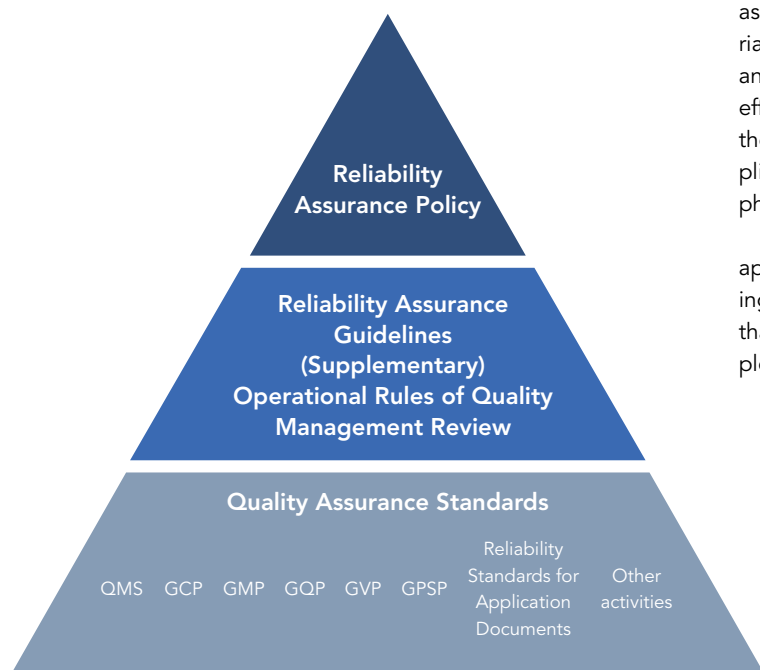 Reliability
Assurance Policy
Reliability Assurance
Guidelines
(Supplementary)
Operational Rules of Quality
Management Review
Quality Assurance Standards
QMS GCP GMP GQP GVP GPSP
Reliability
Standards for
Application
Documents
Other
activities
as
ria
an
eff
the
pli
ph
ap
ing
tha
ple